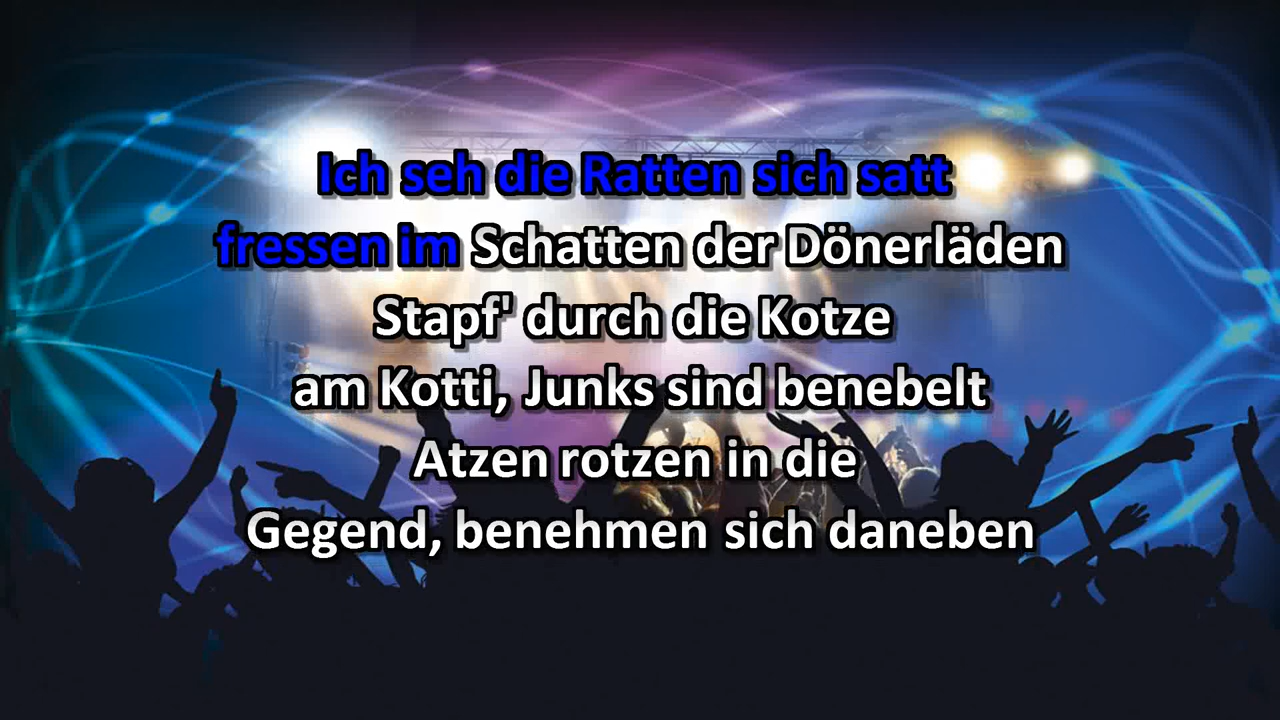 Ich seh die Ratten sich satt
fressen im Schatten der Dönerläden
Stapf' durch die Kotze
am Kotti, Junks sind benebelt
Atzen rotzen in die
Gegend, benehmen sich daneben